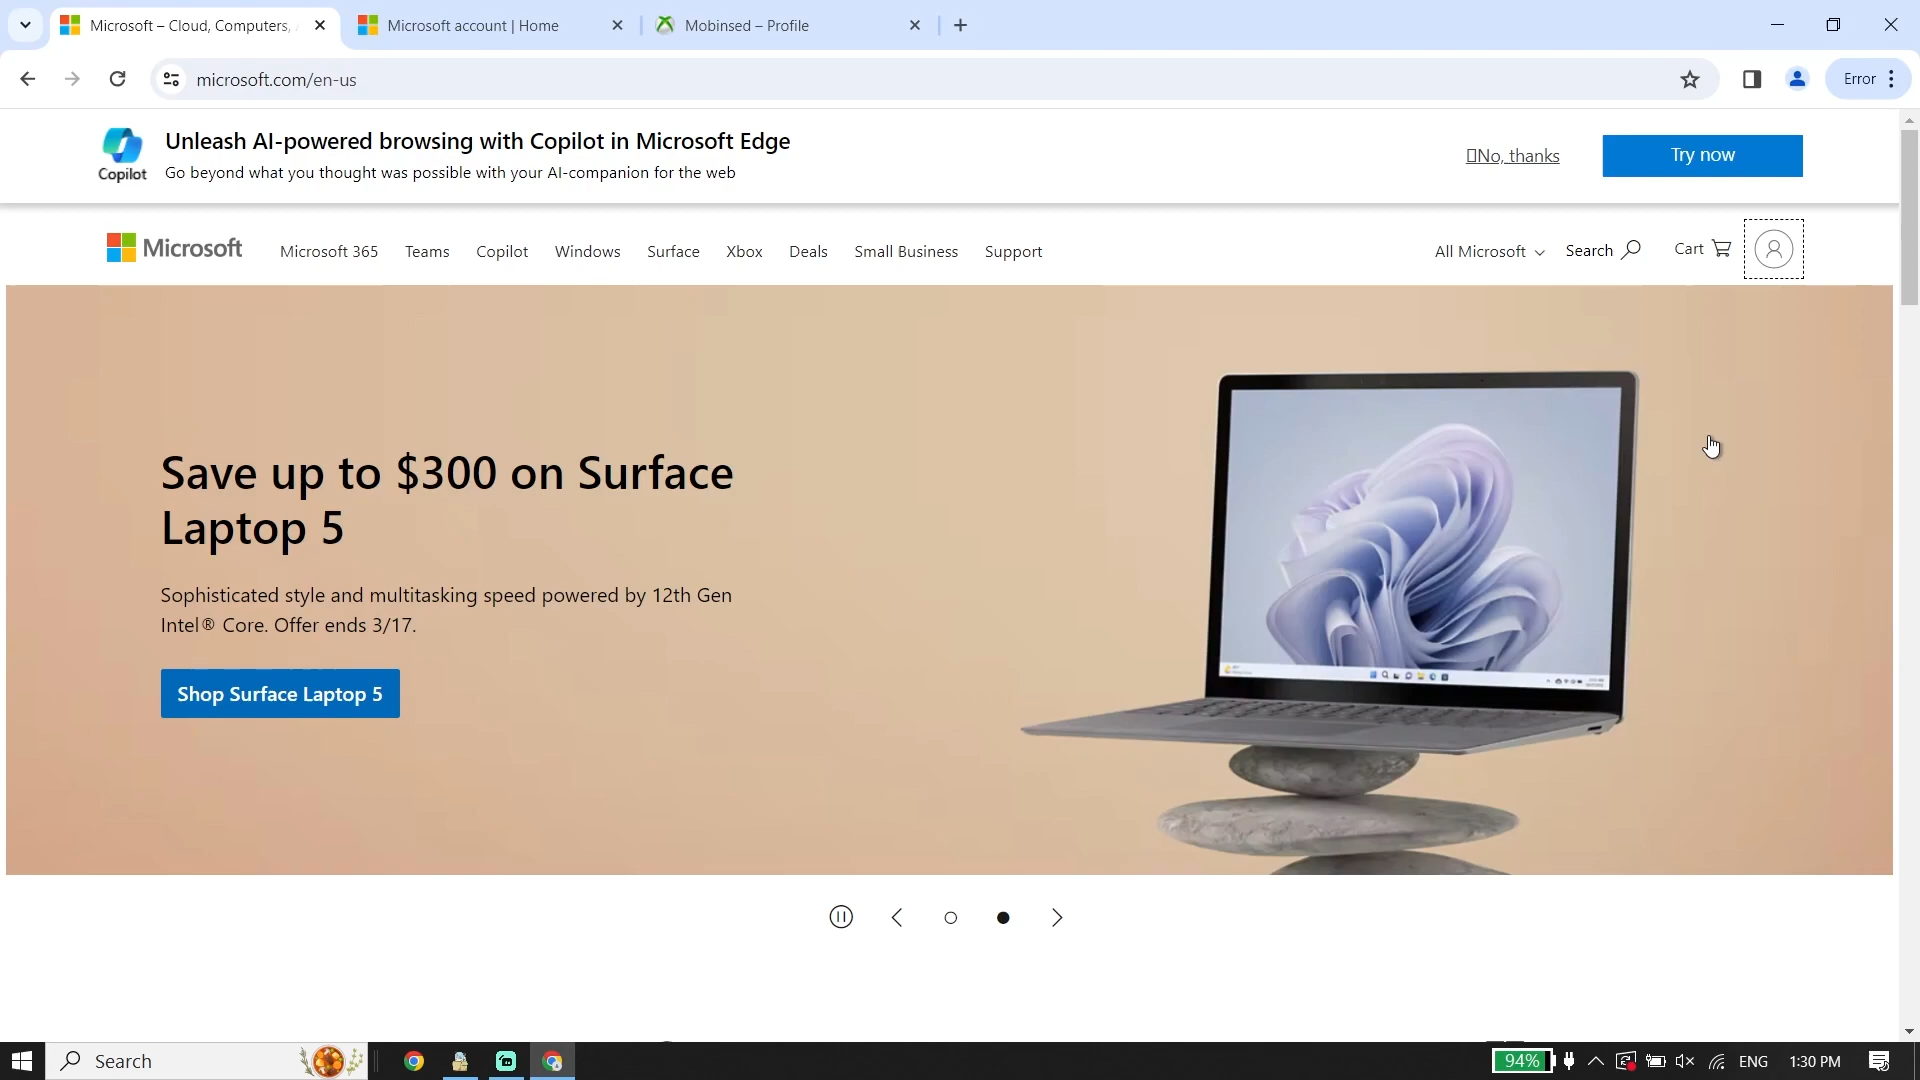 Microsoft – Cloud, Computers,
Microsoft account | Home
Mobinsed – Profile
microsoft.com/en-us
Error
Copilot
Unleash AI-powered browsing with Copilot in Microsoft Edge
Go beyond what you thought was possible with your AI-companion for the web
No, thanks
Try now
Microsoft
Microsoft 365
Teams
Copilot
Windows
Surface
Xbox
Deals
Small Business
Support
All Microsoft
Search
Cart
Save up to $300 on Surface
Laptop 5
Sophisticated style and multitasking speed powered by 12th Gen
Intel® Core. Offer ends 3/17.
Shop Surface Laptop 5
Search
94%
ENG
1:30 PM